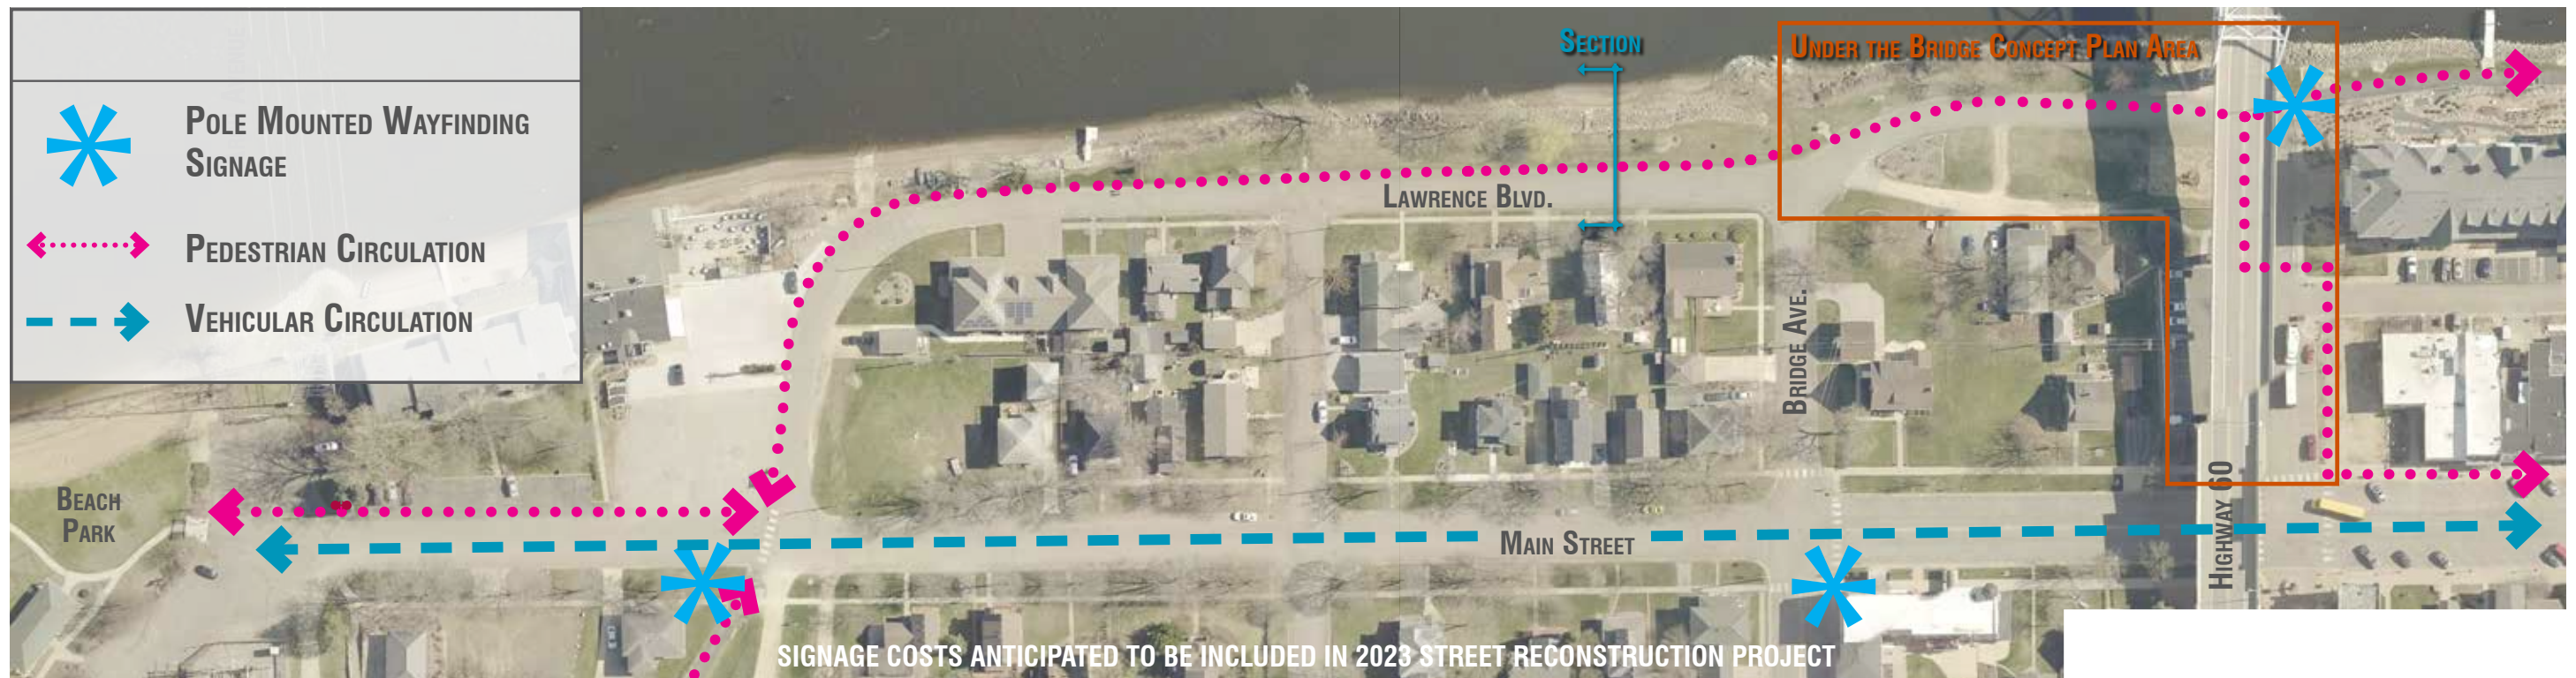 Pole Mounted Wayfinding
Signage
Pedestrian Circulation
Vehicular Circulation
Section
Under the Bridge Concept Plan Area
Lawrence Blvd.
Bridge Ave.
Highway 60
Beach
Park
Main Street
SIGNAGE COSTS ANTICIPATED TO BE INCLUDED IN 2023 STREET RECONSTRUCTION PROJECT